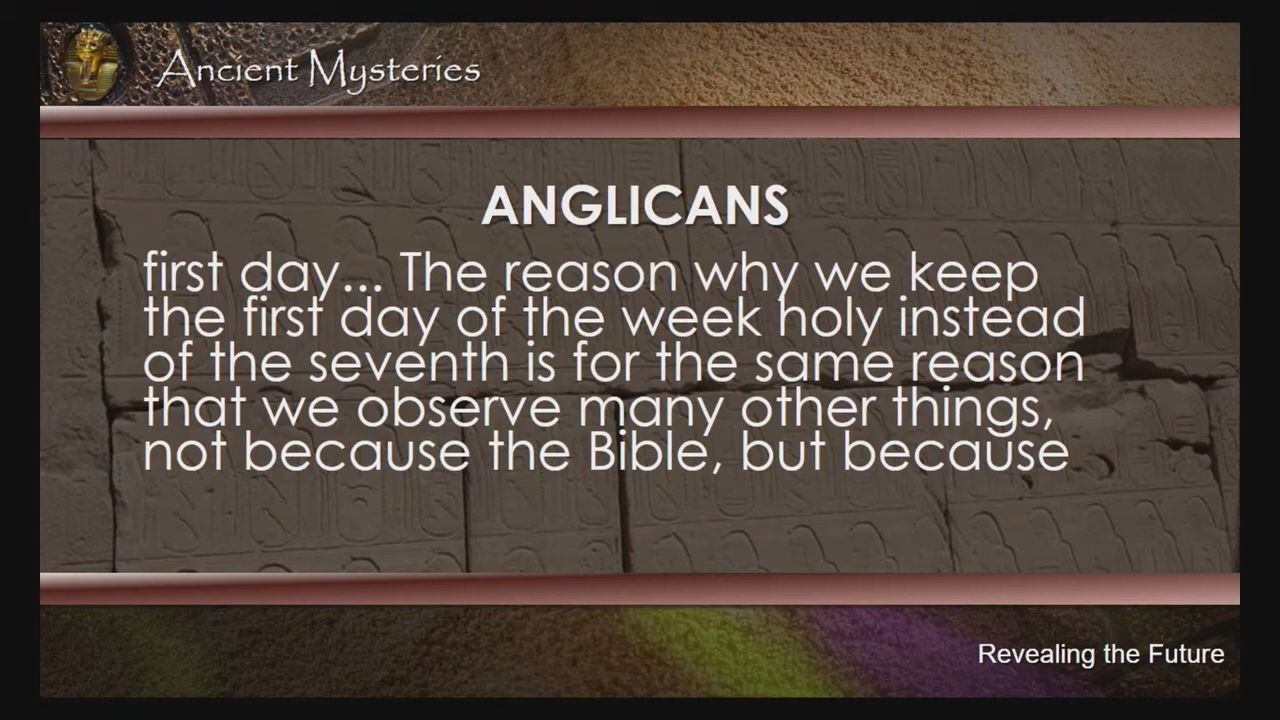 Ancient Mysteries
ANGLICANS
first day... The reason why we keep
the first day of the week holy instead
of the seventh is for the same reason
that we observe many other things,
not because the Bible, but because
Revealing the Future